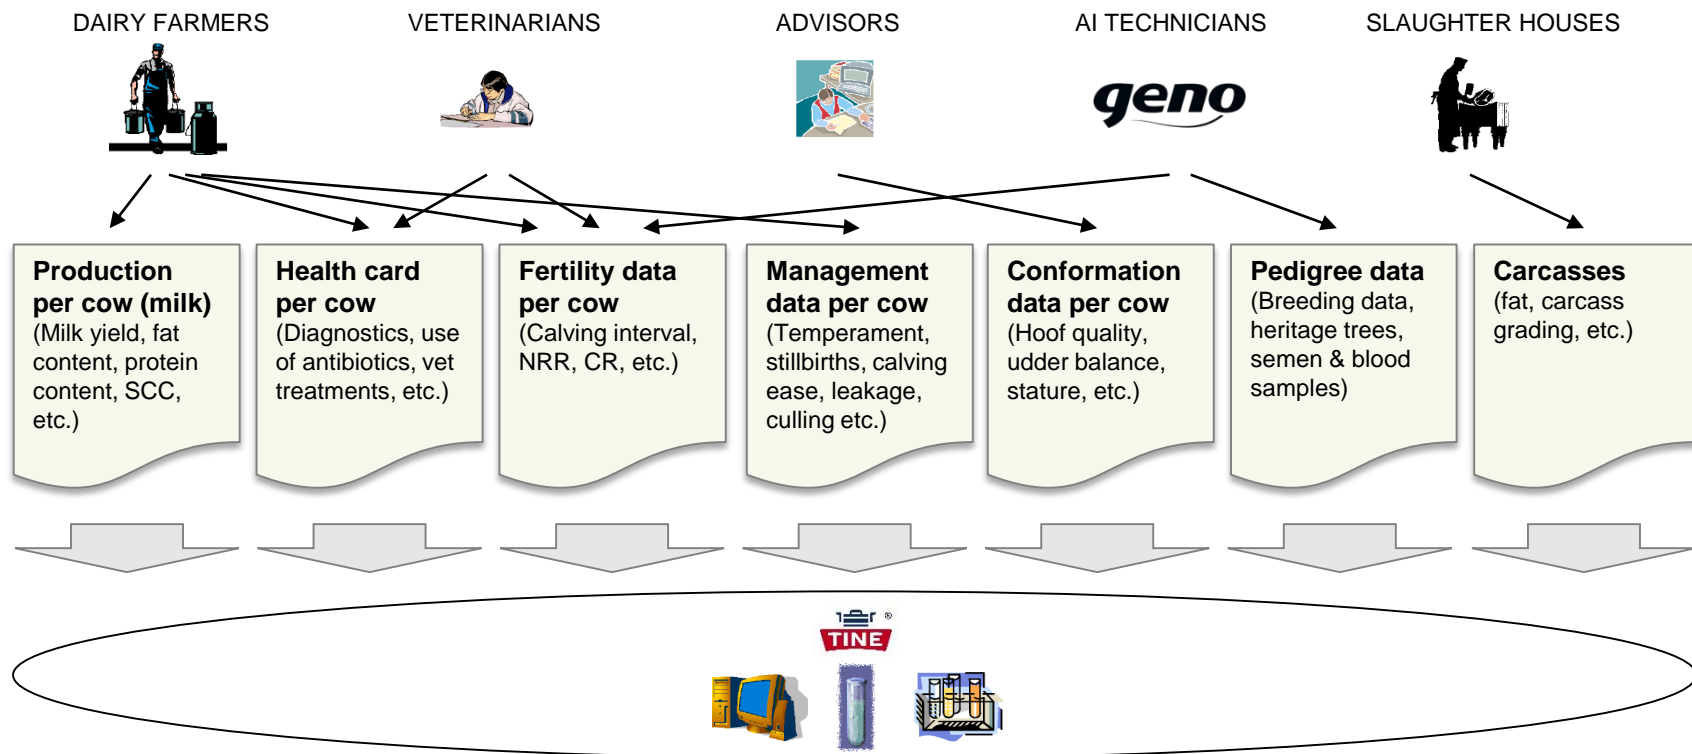 DAIRY FARMERS
VETERINARIANS
ADVISORS
AI TECHNICIANS
SLAUGHTER HOUSES
geno
Production
per cow (milk)
(Milk yield, fat
content, protein
content, SCC,
etc.)
Health card
per cow
(Diagnostics, use
of antibiotics, vet
treatments, etc.)
Fertility data
per cow
(Calving interval,
NRR, CR, etc.)
Management
data per cow
(Temperament,
stillbirths, calving
ease, leakage,
culling etc.)
Conformation
data per cow
(Hoof quality,
udder balance,
stature, etc.)
Pedigree data
(Breeding data,
heritage trees,
semen & blood
samples)
Carcasses
(fat, carcass
grading, etc.)
®
TINE